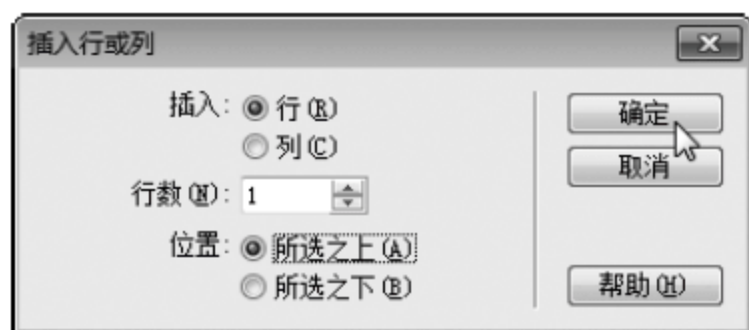 插入行或列
插入: 行(R)
列(C)
行数(N): 1
位置: 所选之上(A)
所选之下(B)
确定
取消
帮助(H)